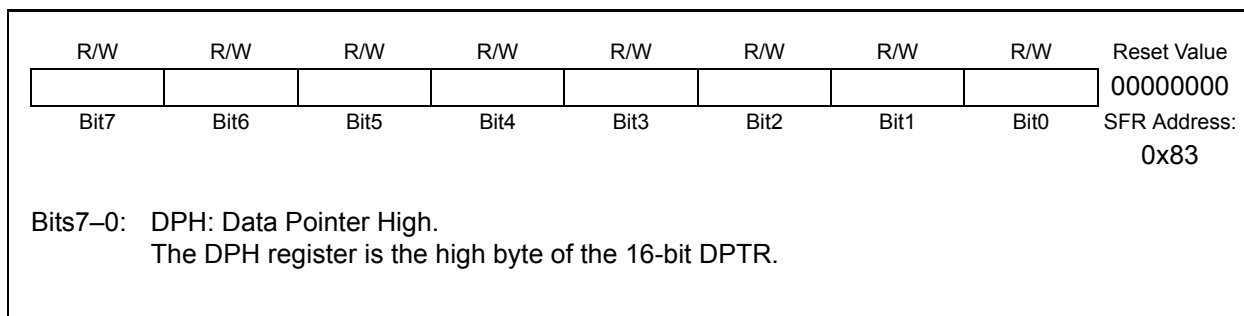 R/W R/W R/W R/W R/W R/W R/W R/W Reset Value
00000000
Bit7 Bit6 Bit5 Bit4 Bit3 Bit2 Bit1 Bit0 SFR Address:
0x83
Bits7–0: DPH: Data Pointer High.
The DPH register is the high byte of the 16-bit DPTR.